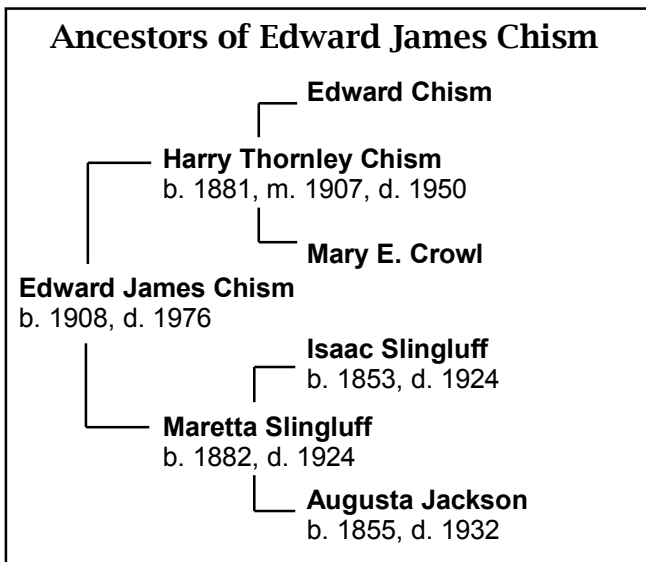 Ancestors of Edward James Chism
Edward Chism
Harry Thornley Chism
b. 1881, m. 1907, d. 1950
Mary E. Crowl
Edward James Chism
b. 1908, d. 1976
Isaac Slingluff
b. 1853, d. 1924
Maretta Slingluff
b. 1882, d. 1924
Augusta Jackson
b. 1855, d. 1932